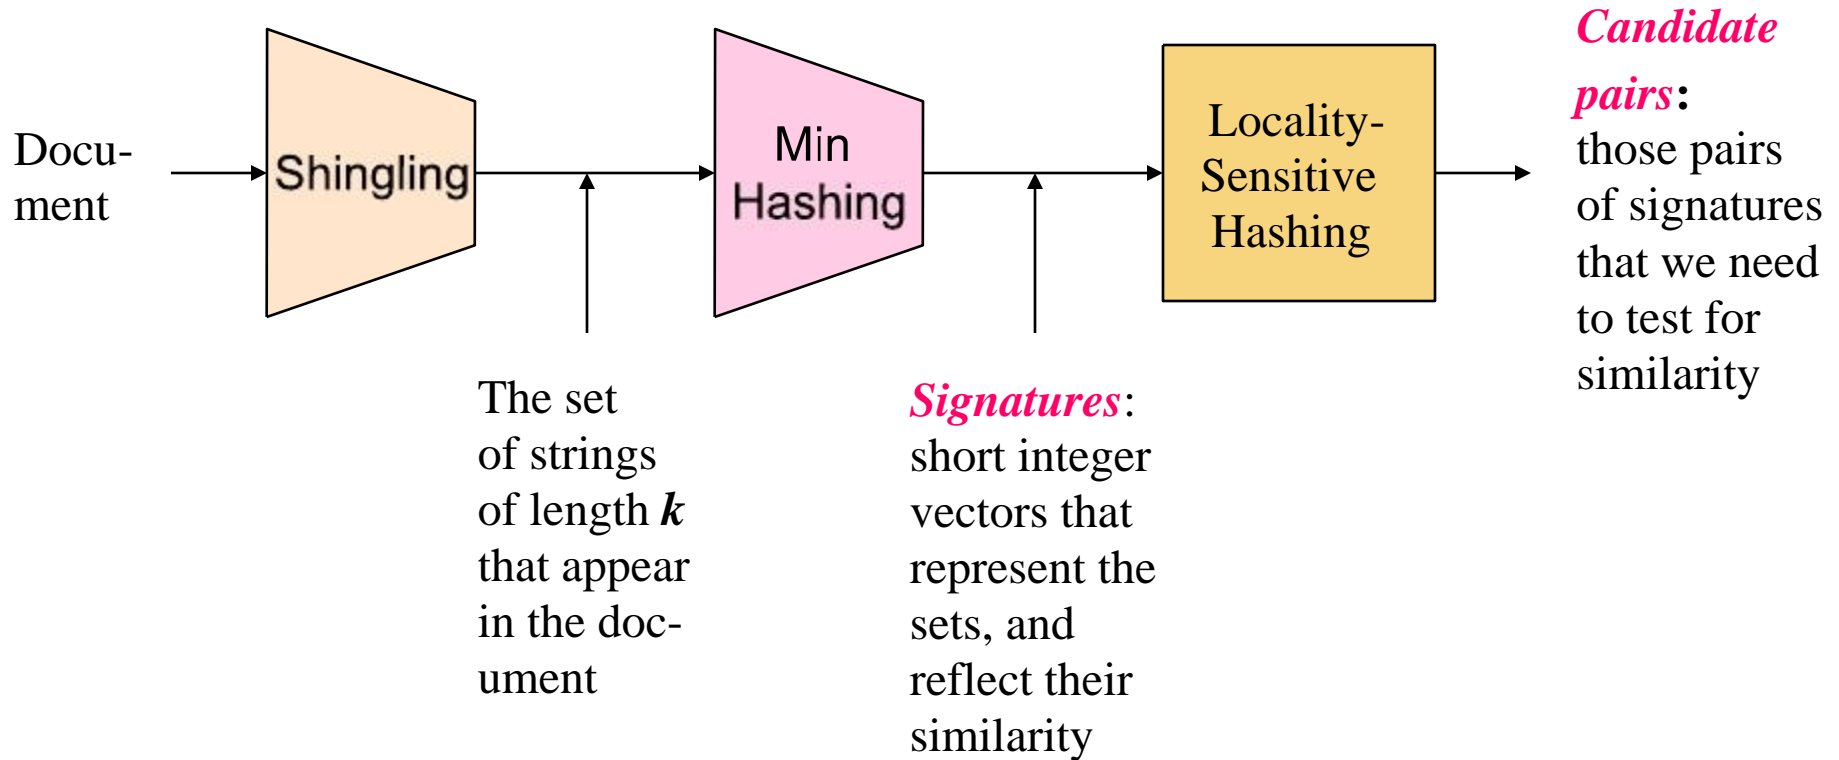 Docu-
ment
Shingling
Min
Hashing
Locality-
Sensitive
Hashing
Candidate
pairs:
those pairs
of signatures
that we need
to test for
similarity
The set
of strings
of length k
that appear
in the doc-
ument
Signatures:
short integer
vectors that
represent the
sets, and
reflect their
similarity